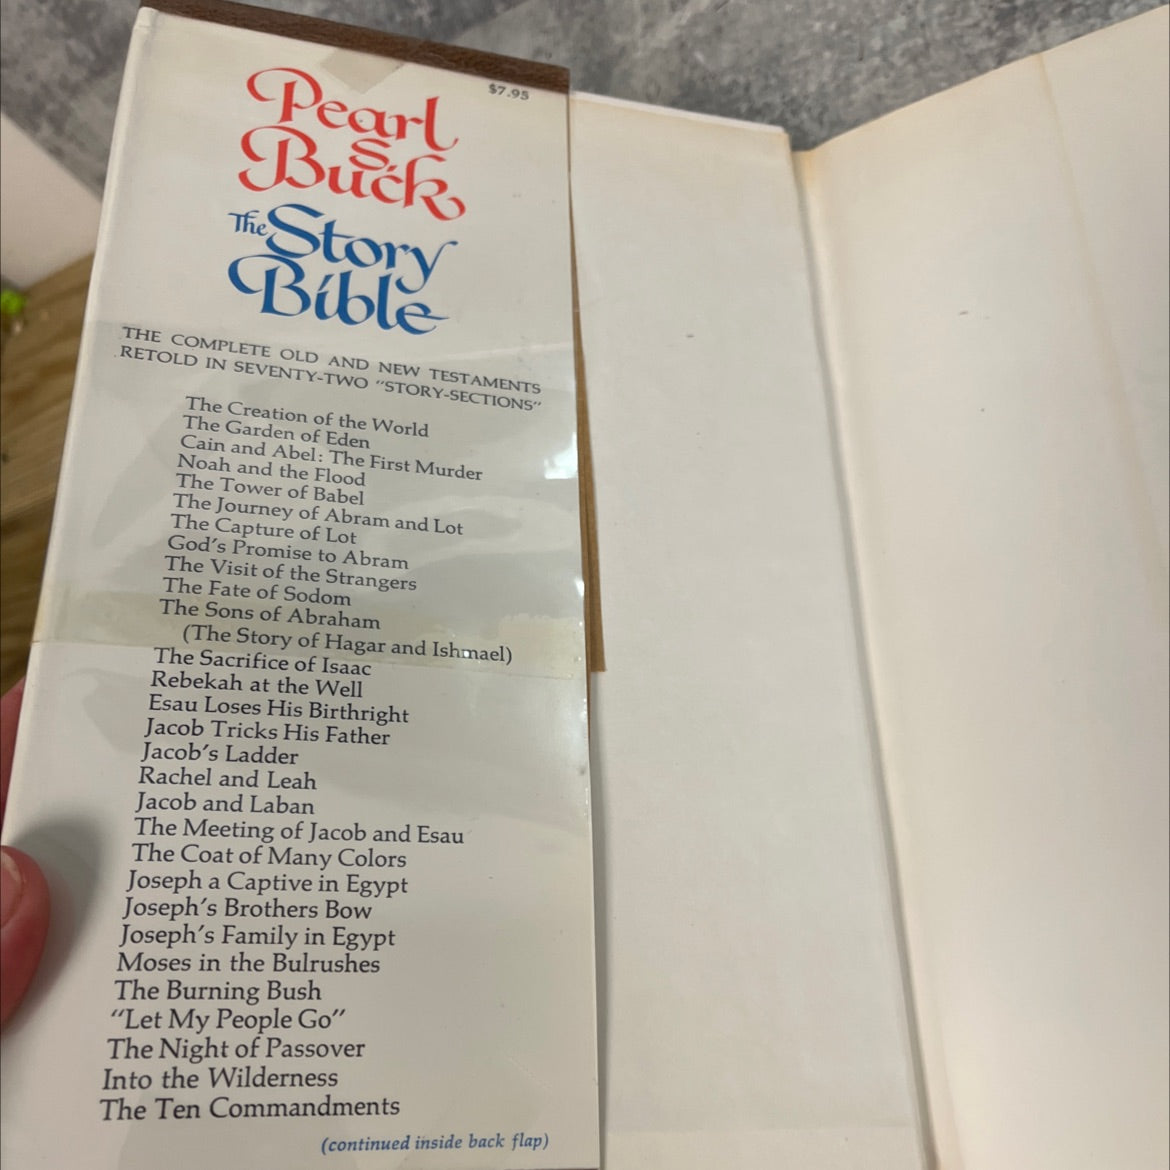 $7.95
Pearl
S.
Buck
The Story
Bible
THE COMPLETE OLD AND NEW TESTAMENTS
RETOLD IN SEVENTY-TWO "STORY-SECTIONS"
The Creation of the World
The Garden of Eden
Cain and Abel: The First Murder
Noah and the Flood
The Tower of Babel
The Journey of Abram and Lot
The Capture of Lot
God's Promise to Abram
The Visit of the Strangers
The Fate of Sodom
The Sons of Abraham
(The Story of Hagar and Ishmael)
The Sacrifice of Isaac
Rebekah at the Well
Esau Loses His Birthright
Jacob Tricks His Father
Jacob's Ladder
Rachel and Leah
Jacob and Laban
The Meeting of Jacob and Esau
The Coat of Many Colors
Joseph a Captive in Egypt
Joseph's Brothers Bow
Joseph's Family in Egypt
Moses in the Bulrushes
The Burning Bush
"Let My People Go"
The Night of Passover
Into the Wilderness
The Ten Commandments
(continued inside back flap)